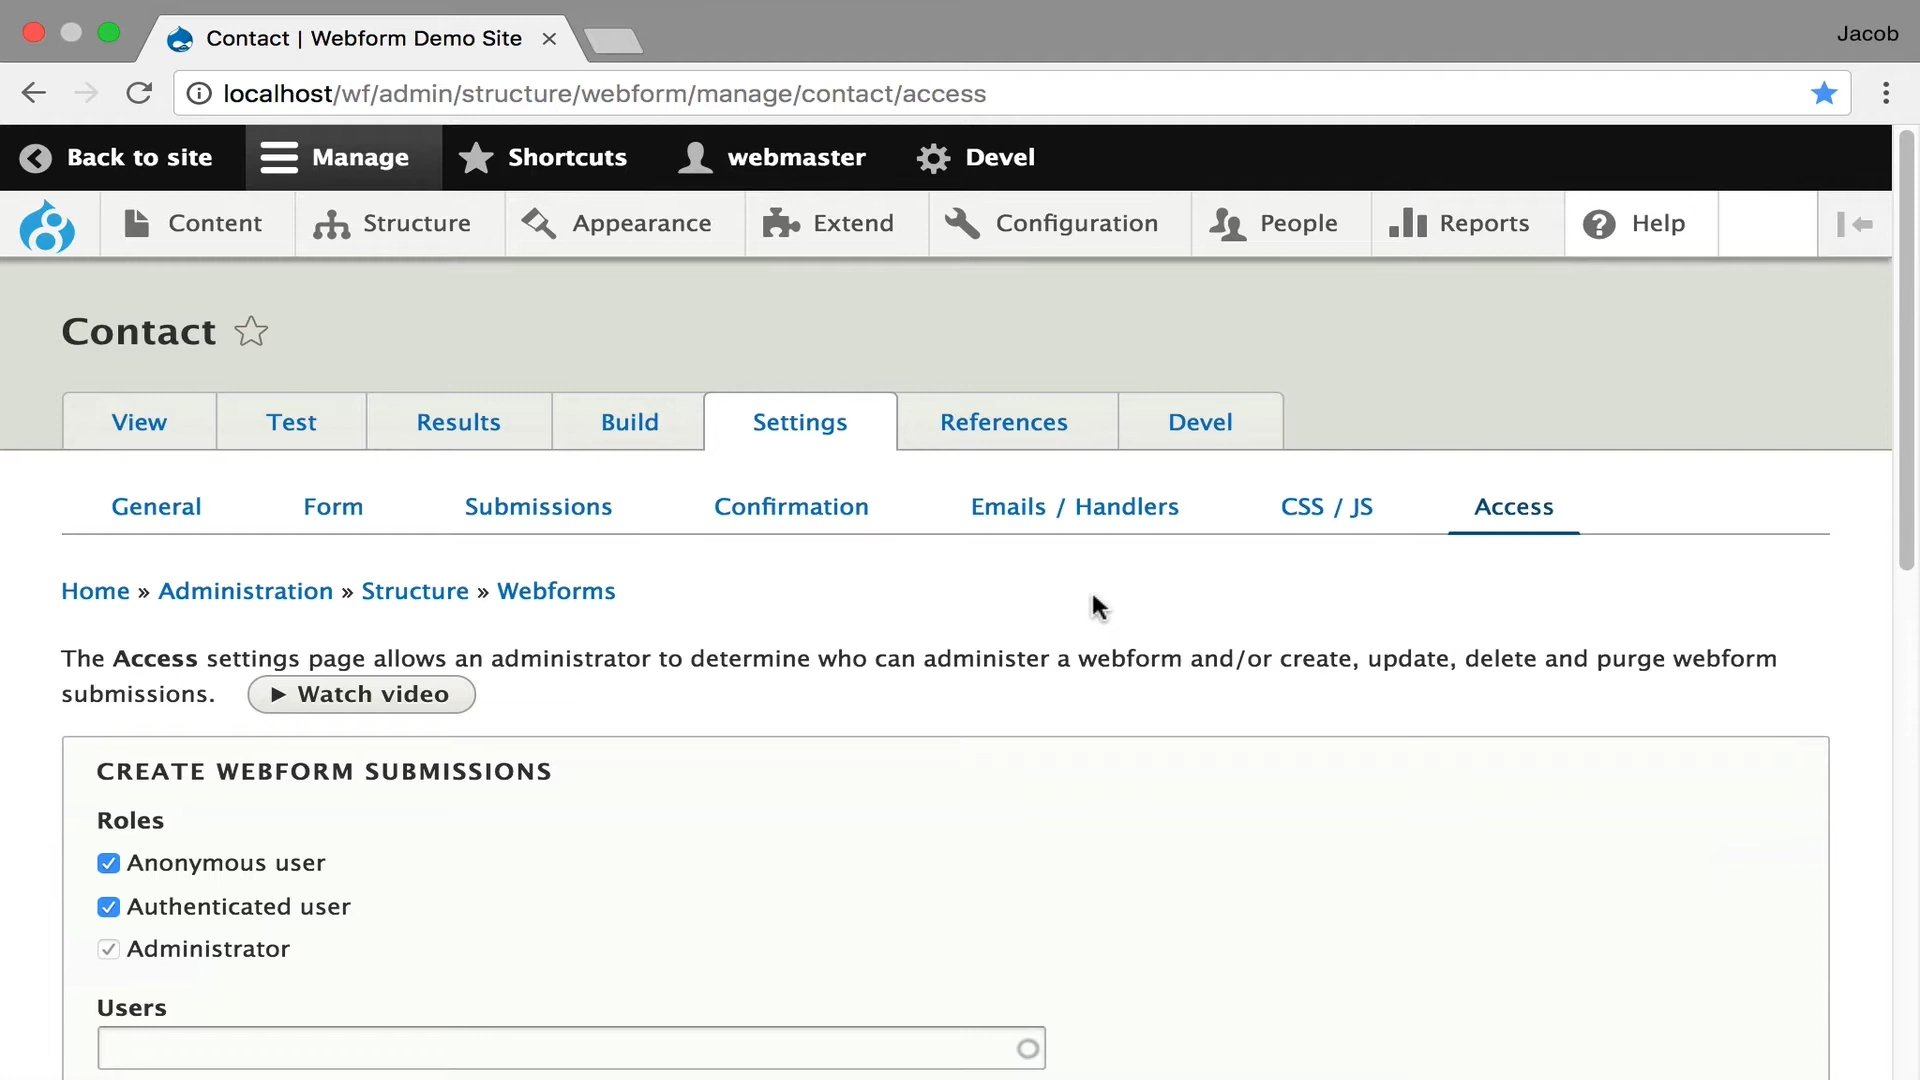 Contact | Webform Demo Site
Jacob
localhost/wf/admin/structure/webform/manage/contact/access
Back to site Manage Shortcuts webmaster Devel
Content Structure Appearance Extend Configuration People Reports Help
Contact
View Test Results Build Settings References Devel
General Form Submissions Confirmation Emails / Handlers CSS / JS Access
Home » Administration » Structure » Webforms
The Access settings page allows an administrator to determine who can administer a webform and/or create, update, delete and purge webform
submissions. ► Watch video
CREATE WEBFORM SUBMISSIONS
Roles
Anonymous user
Authenticated user
Administrator
Users